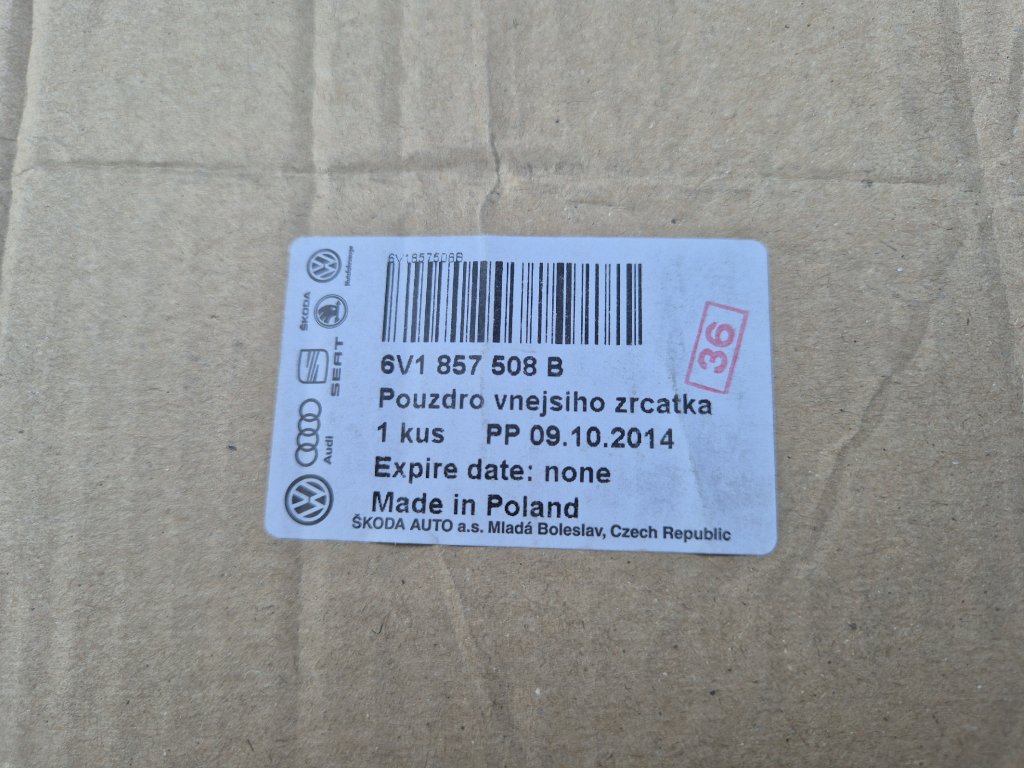 6V1857508B
6V1 857 508 B
Pouzdro vnejsiho zrcatka
1 kus PP 09.10.2014
Expire date: none
Made in Poland
ŠKODA AUTO a.s. Mladá Boleslav, Czech Republic
36
Nutzfahrzeuge
ŠKODA
SEAT
Audi